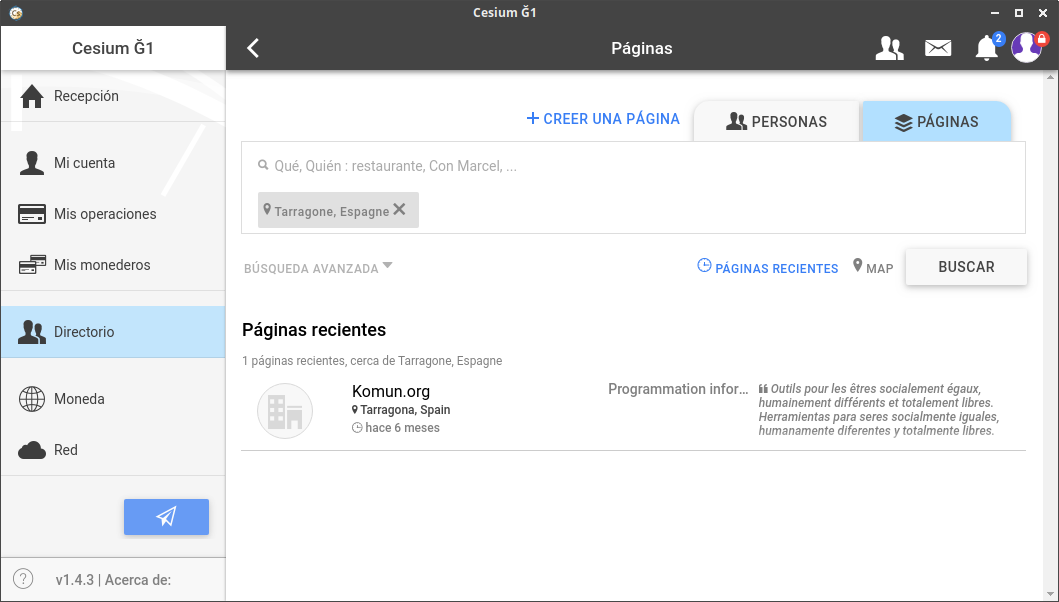 Cesium Ğ1
Cesium Ğ1
Páginas
2
Recepción
Mi cuenta
Mis operaciones
Mis monederos
Directorio
Moneda
Red
? v1.4.3 | Acerca de:
CREER UNA PÁGINA
PERSONAS
PÁGINAS
Qué, Quién : restaurante, Con Marcel, ...
Tarragone, Espagne
BÚSQUEDA AVANZADA
PÁGINAS RECIENTES
MAP
BUSCAR
Páginas recientes
1 páginas recientes, cerca de Tarragone, Espagne
Komun.org
Tarragona, Spain
hace 6 meses
Programmation infor...
Outils pour les êtres socialement égaux,
humainement différents et totalement libres.
Herramientas para seres socialmente iguales,
humanamente diferentes y totalmente libres.